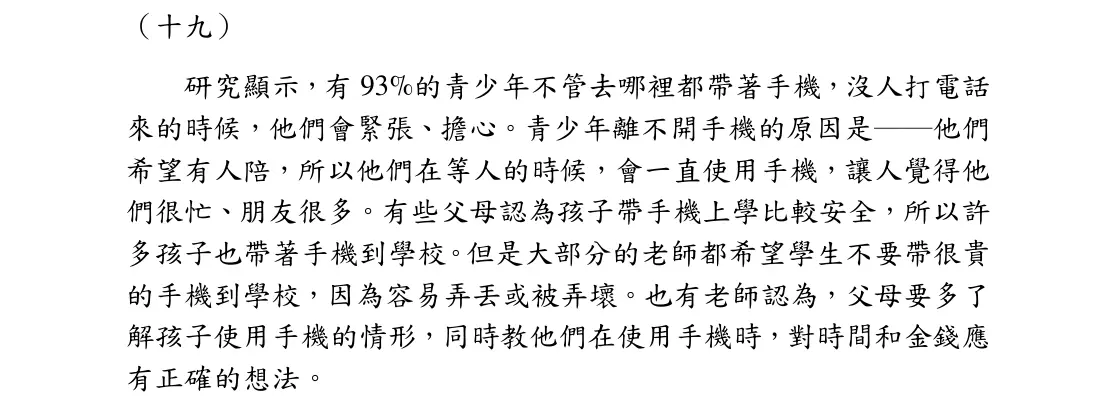 （十九）
研究顯示，有 93%的青少年不管去哪裡都帶著手機，沒人打電話
來的時候，他們會緊張、擔心。青少年離不開手機的原因是——他們
希望有人陪，所以他們在等人的時候，會一直使用手機，讓人覺得他
們很忙、朋友很多。有些父母認為孩子帶手機上學比較安全，所以許
多孩子也帶著手機到學校。但是大部分的老師都希望學生不要帶很貴
的手機到學校，因為容易弄丟或被弄壞。也有老師認為，父母要多了
解孩子使用手機的情形，同時教他們在使用手機時，對時間和金錢應
有正確的想法。